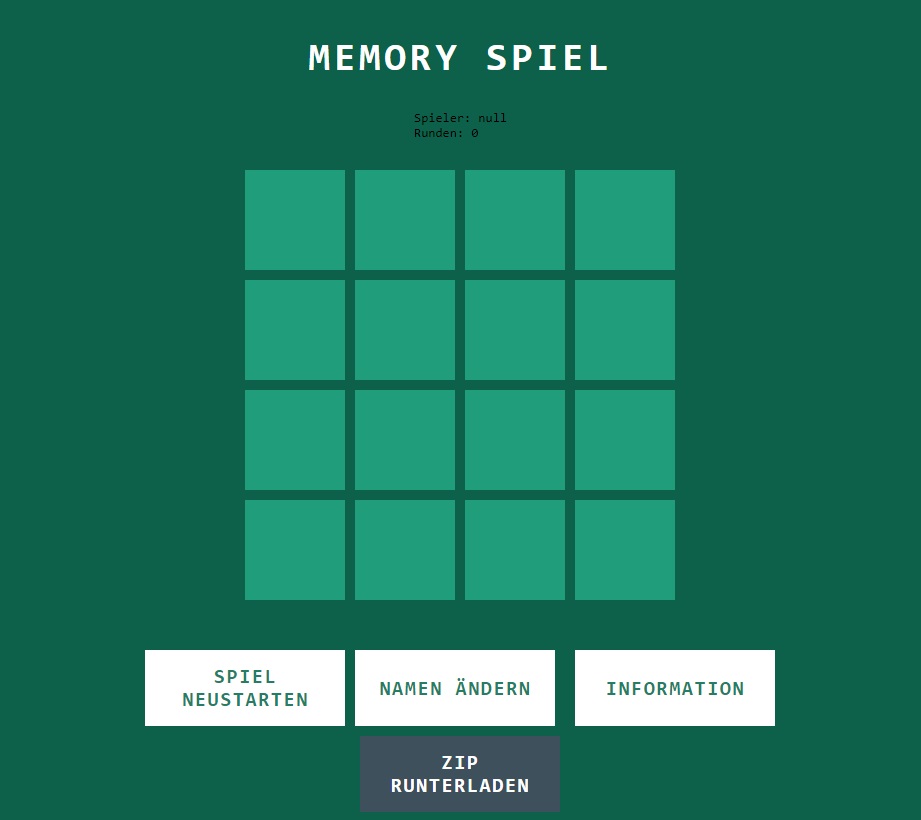 MEMORY SPIEL
Spieler: null
Runden: 0
SPIEL
NEUSTARTEN
NAMEN ÄNDERN
INFORMATION
ZIP
RUNTERLADEN